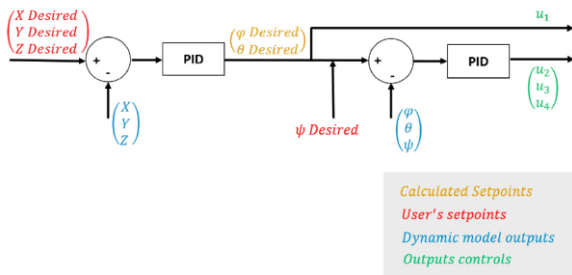 X Desired
Y Desired
Z Desired
+
-
X
Y
Z
PID
φ Desired
θ Desired
ψ Desired
+
-
φ
θ
ψ
PID
u₁
u₂
u₃
u₄
Calculated Setpoints
User's setpoints
Dynamic model outputs
Outputs controls